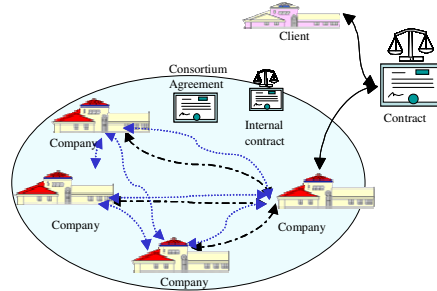 Client
Consortium
Agreement
Internal
contract
Contract
Company
Company
Company
Company